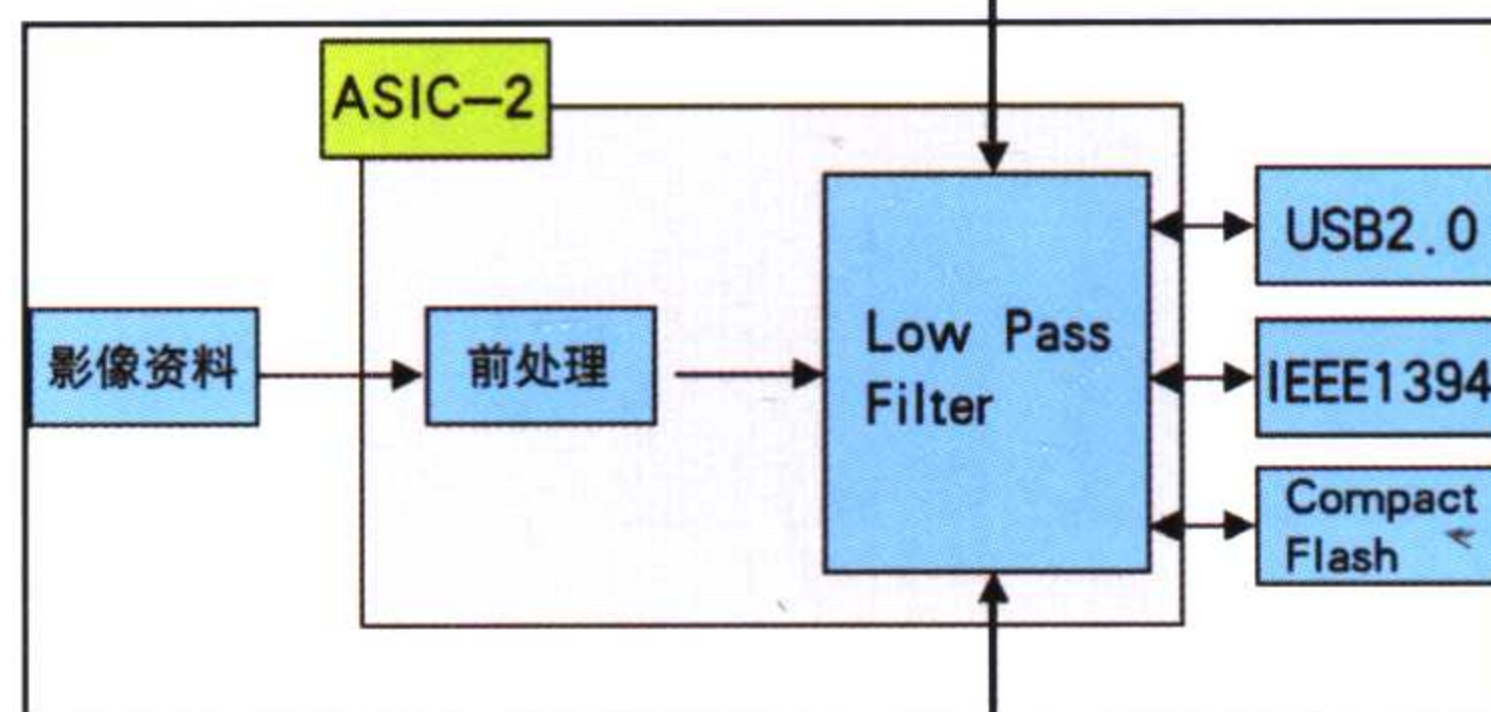 ASIC-2
影像资料
前处理
Low Pass
Filter
USB2.0
IEEE1394
Compact
Flash